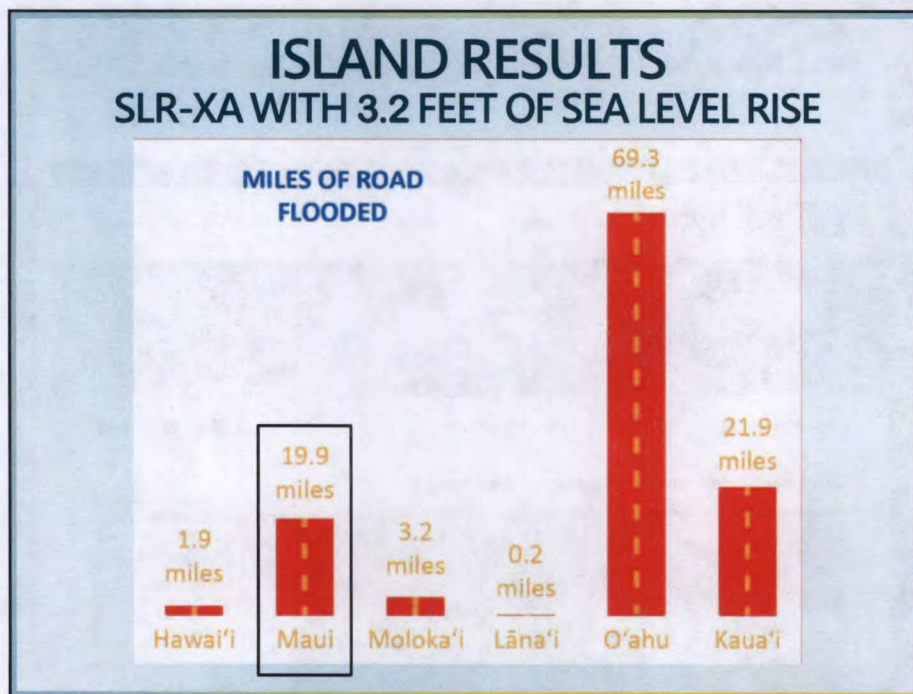 ISLAND RESULTS
SLR-XA WITH 3.2 FEET OF SEA LEVEL RISE
MILES OF ROAD
FLOODED
1.9
miles
Hawai‘i
19.9
miles
Maui
3.2
miles
Moloka‘i
0.2
miles
Lāna‘i
69.3
miles
O‘ahu
21.9
miles
Kaua‘i